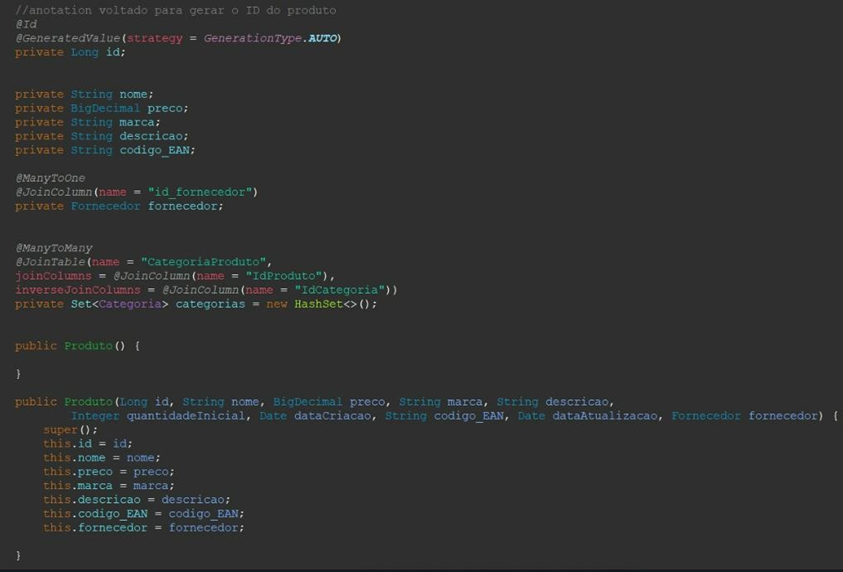 //anotation voltado para gerar o ID do produto
@Id
@GeneratedValue(strategy = GenerationType.AUTO)
private Long id;
private String nome;
private BigDecimal preco;
private String marca;
private String descricao;
private String codigo_EAN;
@ManyToOne
@JoinColumn(name = "id_fornecedor")
private Fornecedor fornecedor;
@ManyToMany
@JoinTable(name = "CategoriaProduto",
joinColumns = @JoinColumn(name = "IdProduto"),
inverseJoinColumns = @JoinColumn(name = "IdCategoria"))
private Set<Categoria> categorias = new HashSet<>();
public Produto() {
}
public Produto(Long id, String nome, BigDecimal preco, String marca, String descricao,
Integer quantidadeInicial, Date dataCriacao, String codigo_EAN, Date dataAtualizacao, Fornecedor fornecedor) {
super();
this.id = id;
this.nome = nome;
this.preco = preco;
this.marca = marca;
this.descricao = descricao;
this.codigo_EAN = codigo_EAN;
this.fornecedor = fornecedor;
}